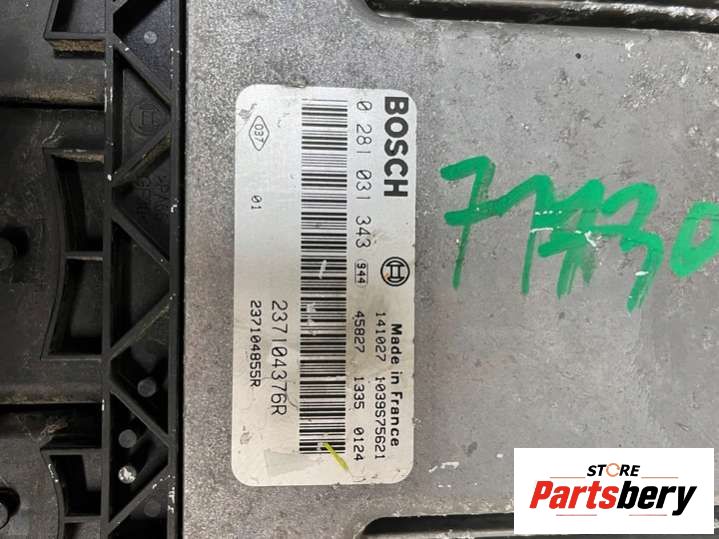 BOSCH
0 281 031 343
944
Made in France
141027 1039S75621
45827 1335 0124
037
01
237104376R
237104855R
STORE
Partsbery